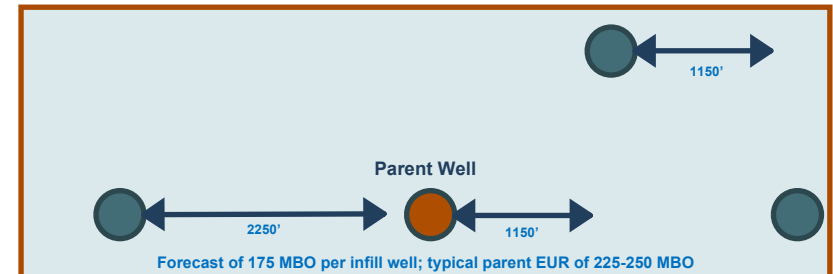 1150’
Parent Well
2250’
1150’
Forecast of 175 MBO per infill well; typical parent EUR of 225-250 MBO